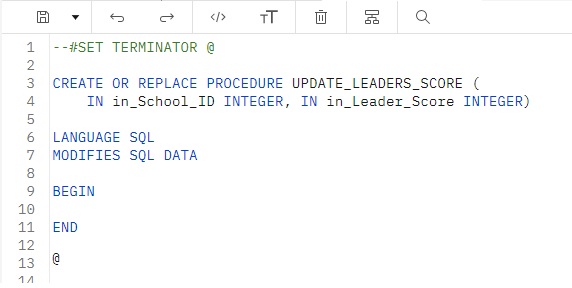 </> TT
1 --#SET TERMINATOR @
2
3 CREATE OR REPLACE PROCEDURE UPDATE_LEADERS_SCORE (
4 IN in_School_ID INTEGER, IN in_Leader_Score INTEGER)
5
6 LANGUAGE SQL
7 MODIFIES SQL DATA
8
9 BEGIN
10
11 END
12
13 @
14